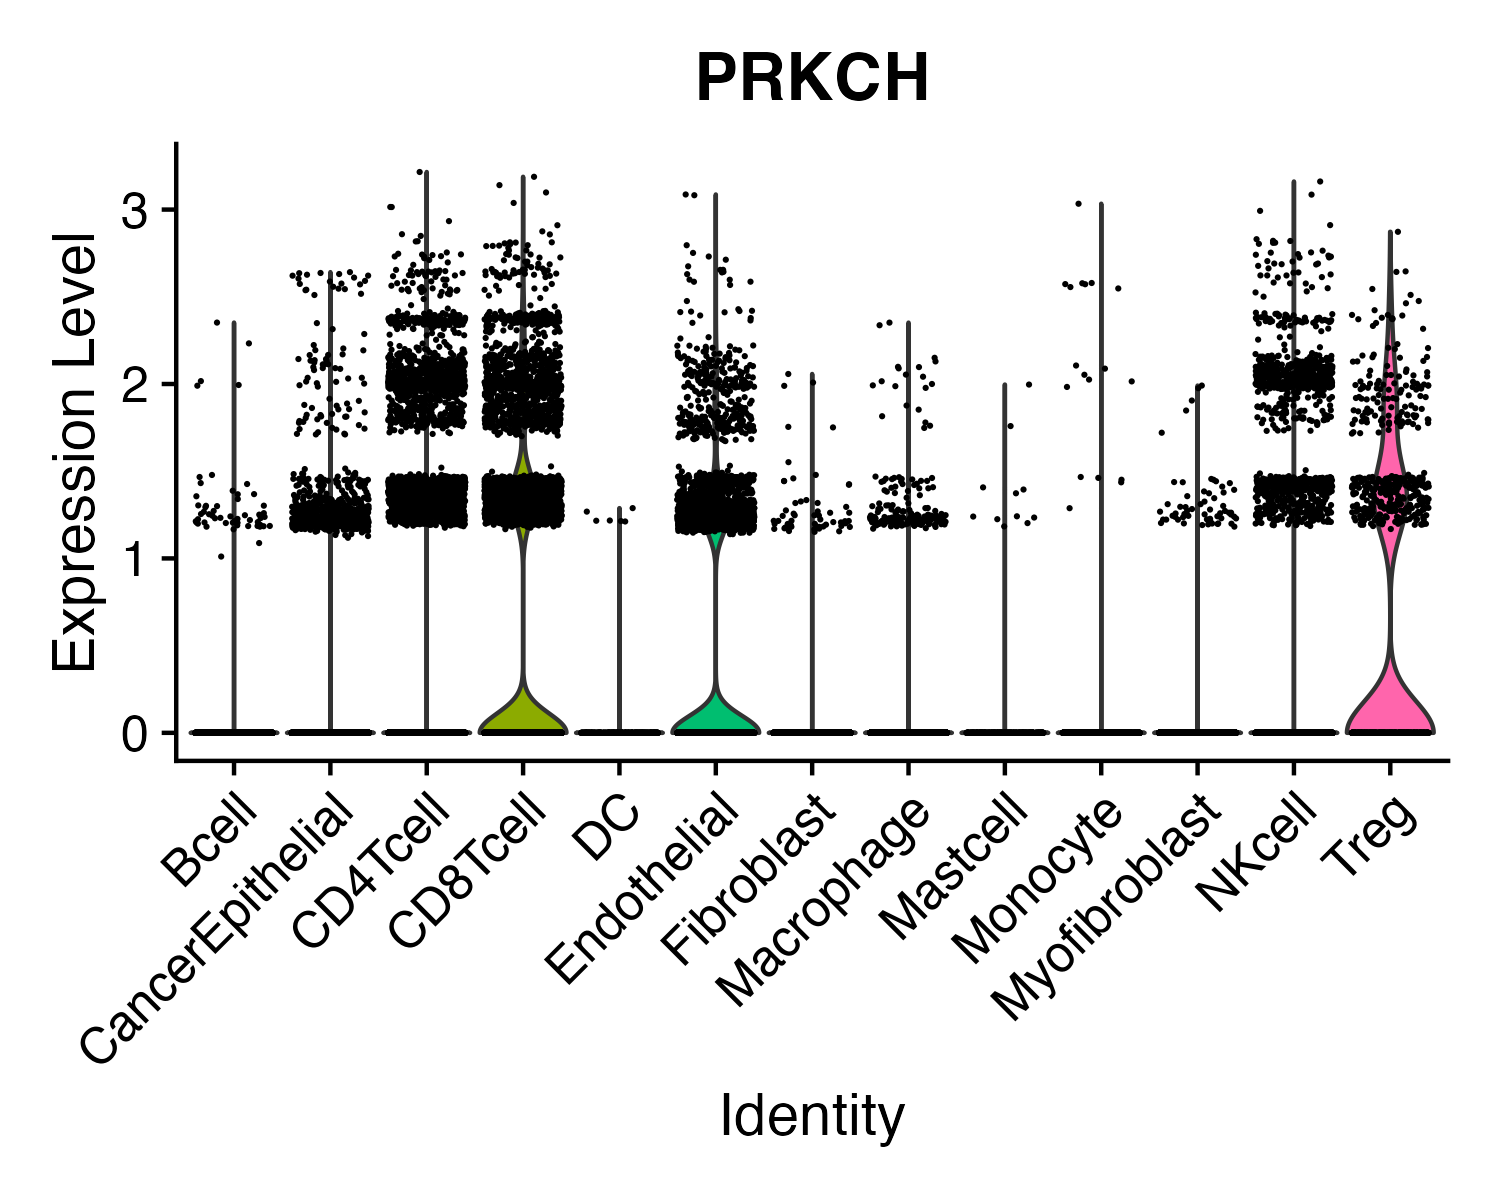 PRKCH
Expression Level
3
2
1
0
Bcell
CancerEpithelial
CD4Tcell
CD8Tcell
DC
Endothelial
Fibroblast
Macrophage
Mastcell
Monocyte
Myofibroblast
NKcell
Treg
Identity